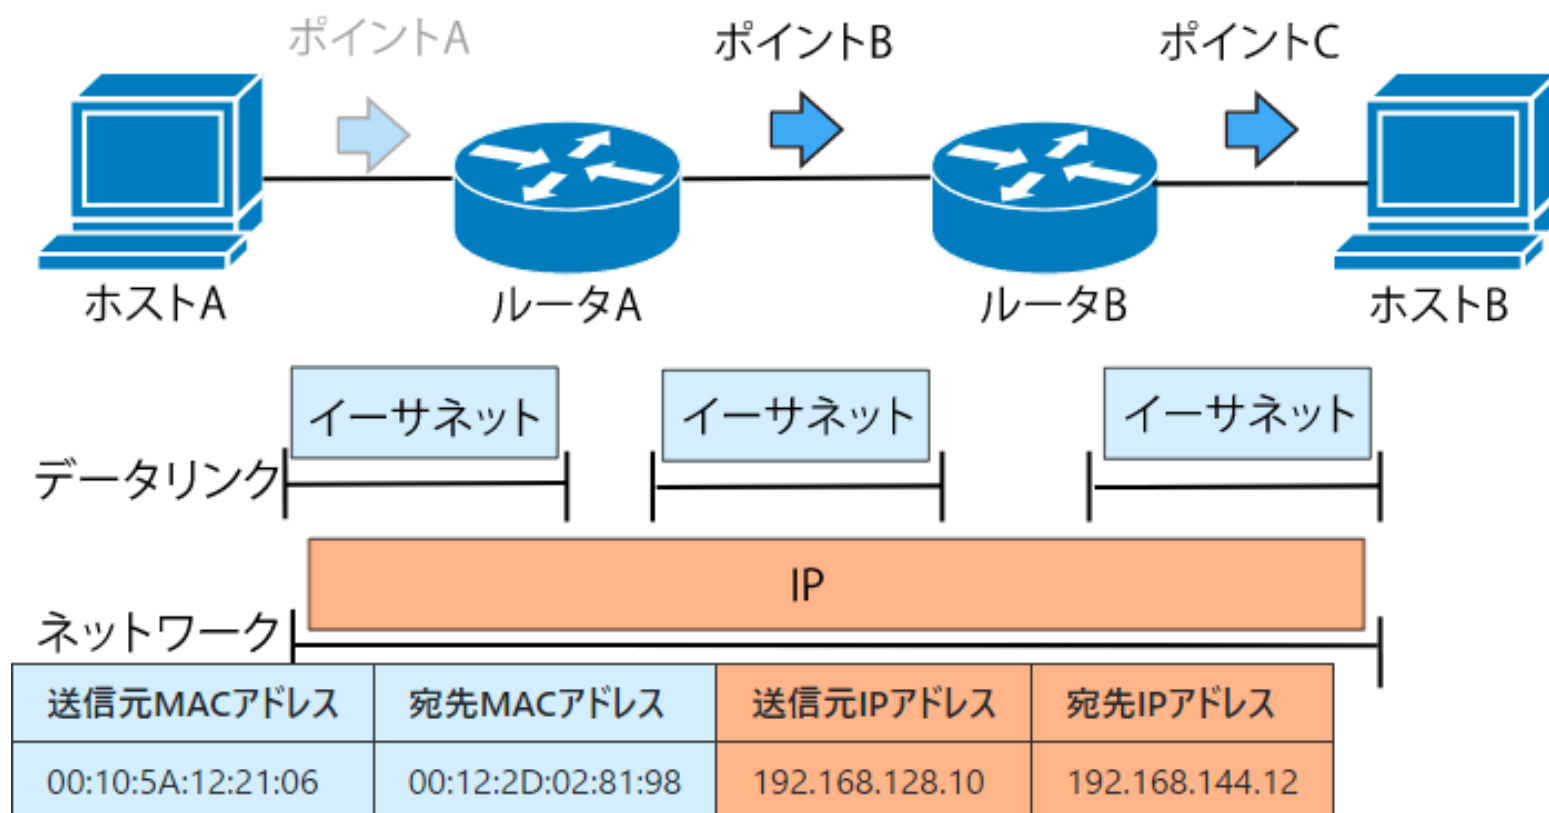 ポイントA
ポイントB
ポイントC
ホストA
ルータA
ルータB
ホストB
イーサネット
イーサネット
イーサネット
データリンク
IP
ネットワーク
送信元MACアドレス 宛先MACアドレス 送信元IPアドレス 宛先IPアドレス
00:10:5A:12:21:06 00:12:2D:02:81:98 192.168.128.10 192.168.144.12